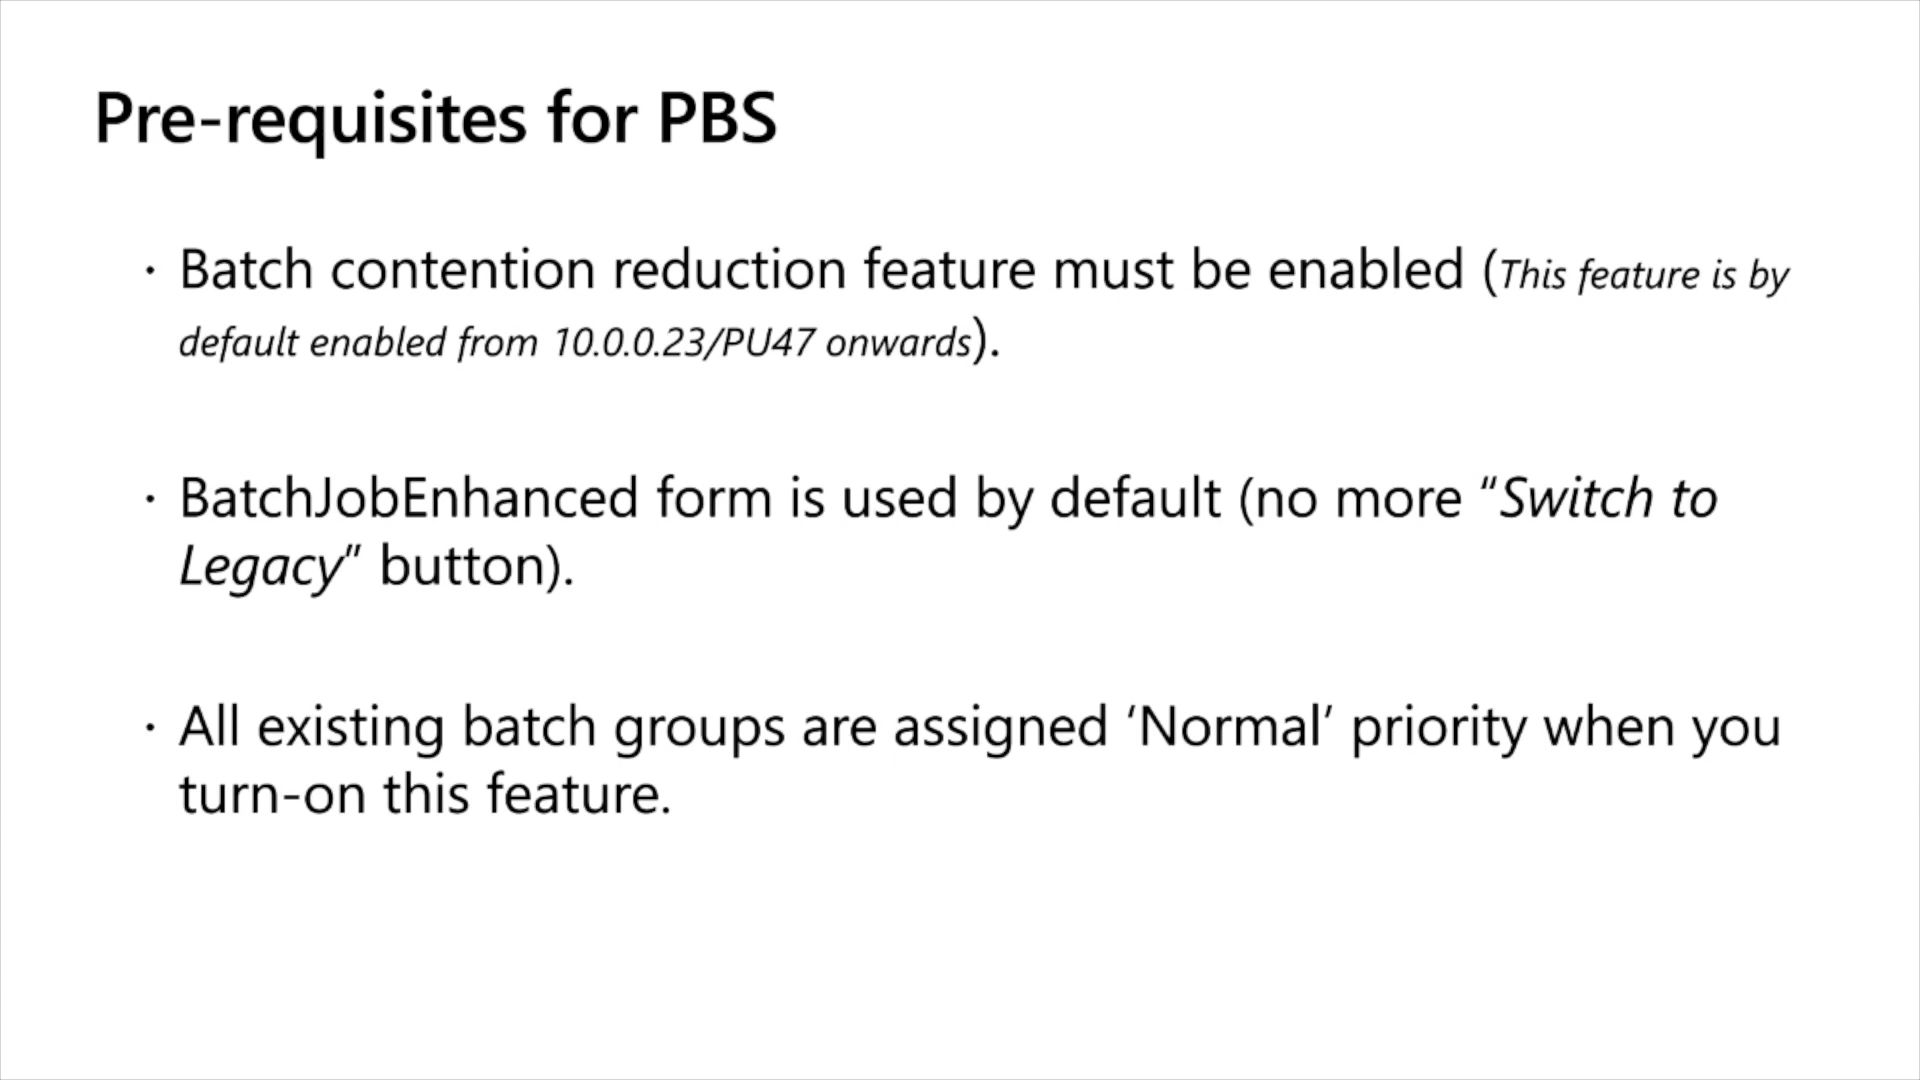 Pre-requisites for PBS
· Batch contention reduction feature must be enabled (This feature is by
default enabled from 10.0.0.23/PU47 onwards).
· BatchJobEnhanced form is used by default (no more “Switch to
Legacy” button).
· All existing batch groups are assigned ‘Normal’ priority when you
turn-on this feature.